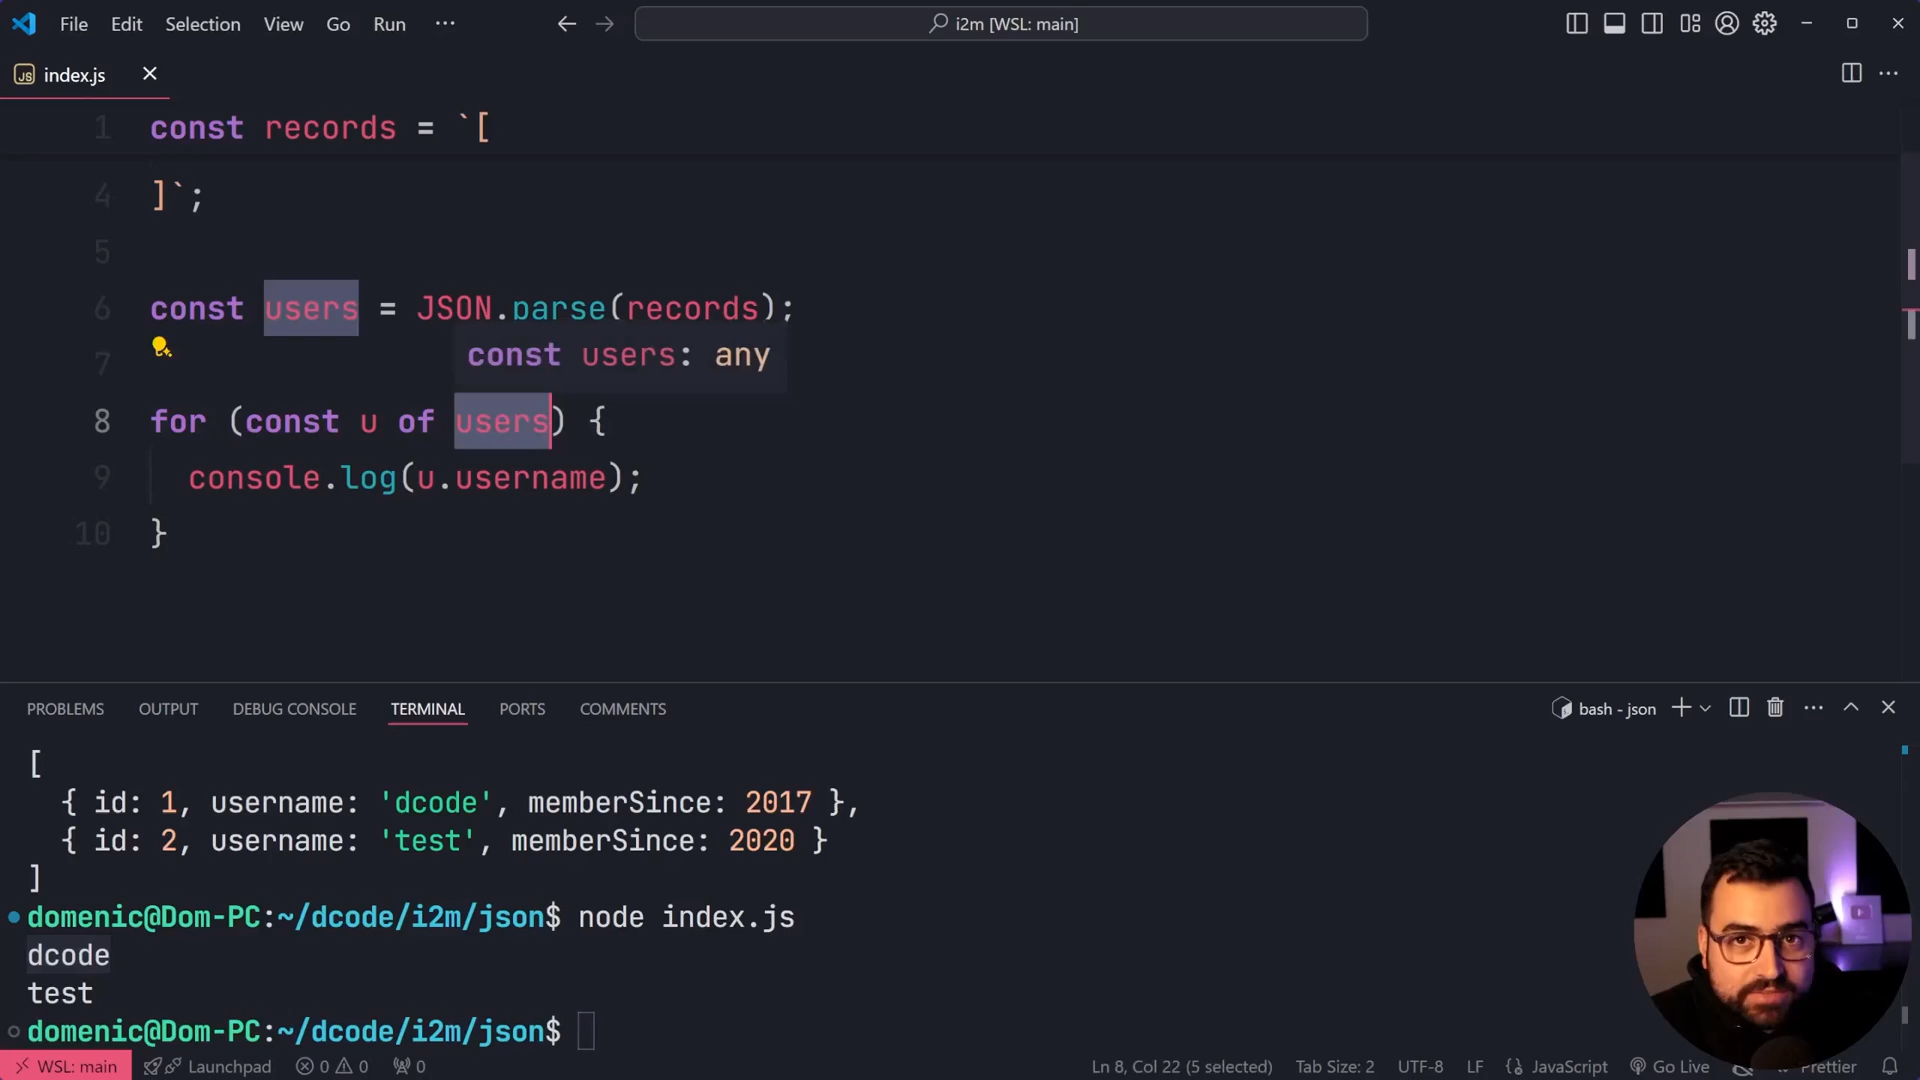 File Edit Selection View Go Run ···
i2m [WSL: main]
JS index.js
1 const records = `[
4 ]`;
5
6 const users = JSON.parse(records);
7
const users: any
8 for (const u of users) {
9 console.log(u.username);
10 }
PROBLEMS OUTPUT DEBUG CONSOLE TERMINAL PORTS COMMENTS
bash - json
[
{ id: 1, username: 'dcode', memberSince: 2017 },
{ id: 2, username: 'test', memberSince: 2020 }
]
domenic@Dom-PC:~/dcode/i2m/json$ node index.js
dcode
test
domenic@Dom-PC:~/dcode/i2m/json$
WSL: main Launchpad 0 0 0 Ln 8, Col 22 (5 selected) Tab Size: 2 UTF-8 LF {} JavaScript Go Live Prettier